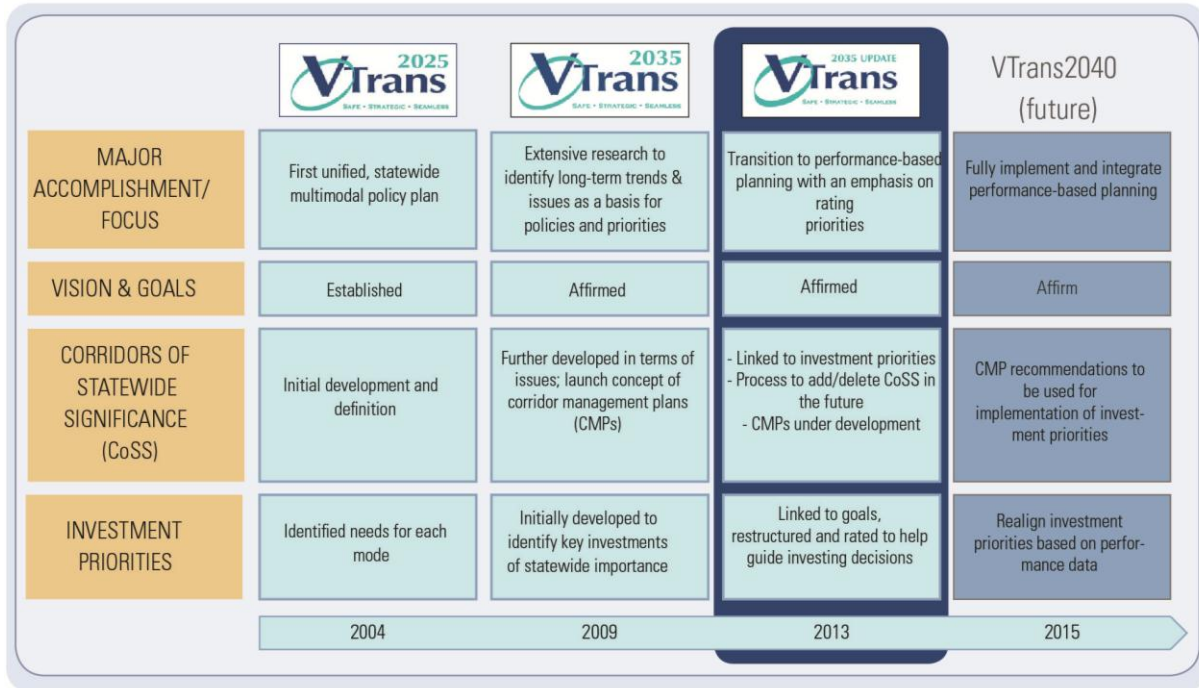 2025
VTrans
SAFE • STRATEGIC • SEAMLESS
2035
VTrans
SAFE • STRATEGIC • SEAMLESS
2035 UPDATE
VTrans
SAFE • STRATEGIC • SEAMLESS
VTrans2040
(future)
MAJOR
ACCOMPLISHMENT/
FOCUS
First unified, statewide
multimodal policy plan
Extensive research to
identify long-term trends &
issues as a basis for
policies and priorities
Transition to performance-based
planning with an emphasis on
rating
priorities
Fully implement and integrate
performance-based planning
VISION & GOALS
Established
Affirmed
Affirmed
Affirm
CORRIDORS OF
STATEWIDE
SIGNIFICANCE
(CoSS)
Initial development and
definition
Further developed in terms of
issues; launch concept of
corridor management plans
(CMPs)
- Linked to investment priorities
- Process to add/delete CoSS in
the future
- CMPs under development
CMP recommendations to
be used for
implementation of invest-
ment priorities
INVESTMENT
PRIORITIES
Identified needs for each
mode
Initially developed to
identify key investments
of statewide importance
Linked to goals,
restructured and rated to help
guide investing decisions
Realign investment
priorities based on perfor-
mance data
2004
2009
2013
2015